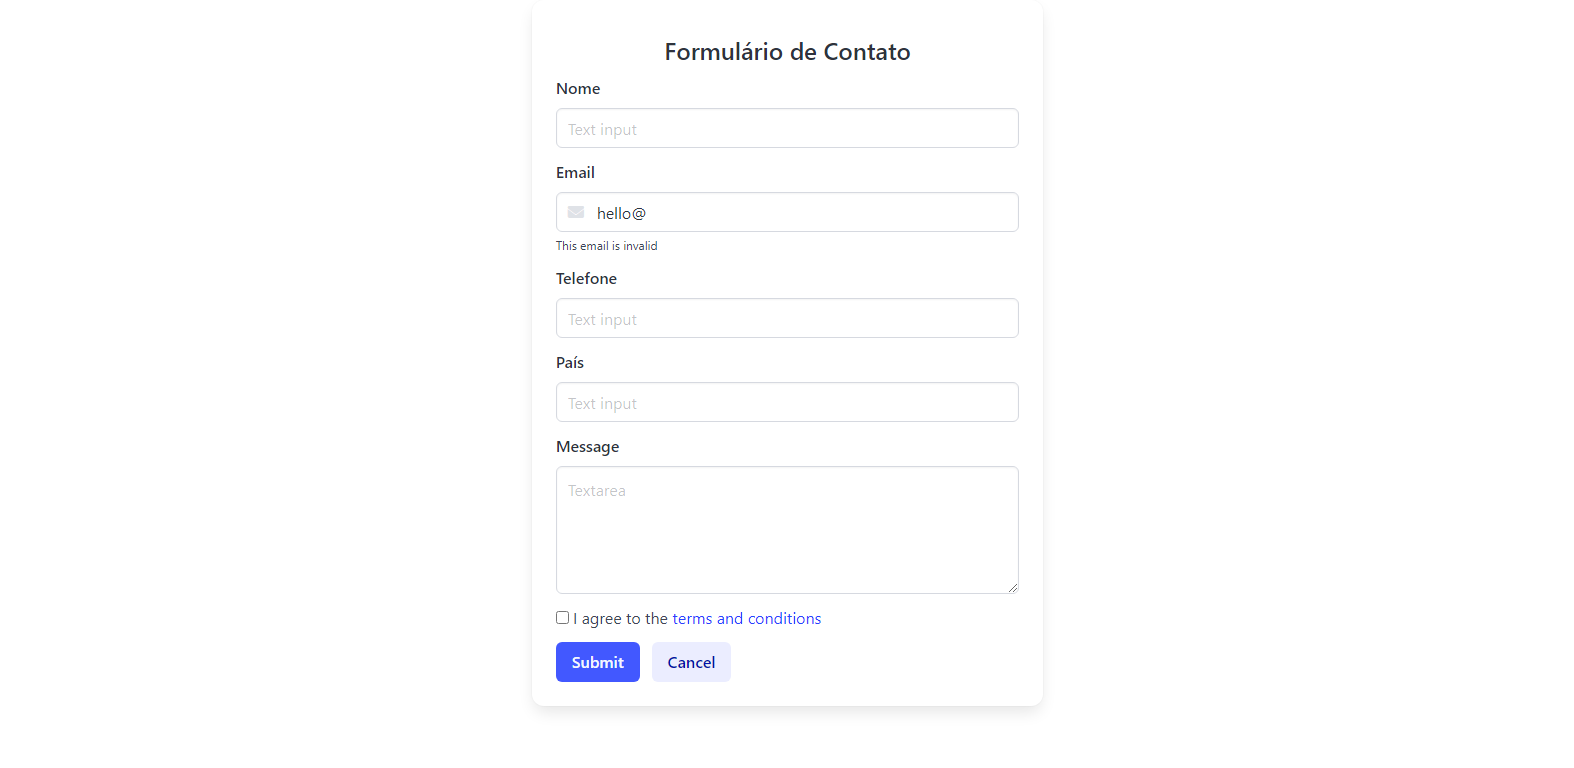 Formulário de Contato
Nome
Text input
Email
hello@
This email is invalid
Telefone
Text input
País
Text input
Message
Textarea
I agree to the terms and conditions
Submit Cancel